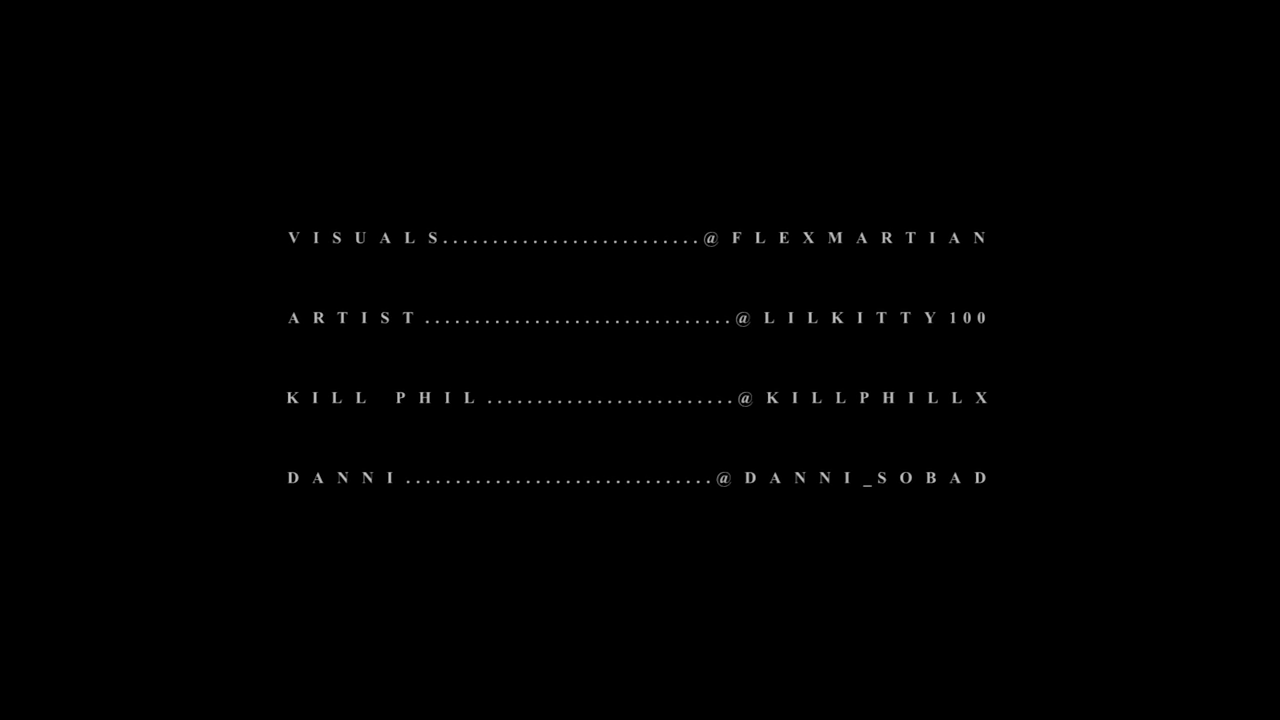 VISUALS..........................@FLEXMARTIAN
ARTIST...............................@LILKITTY100
KILL PHIL.........................@KILLPHILLX
DANNI...............................@DANNI_SOBAD